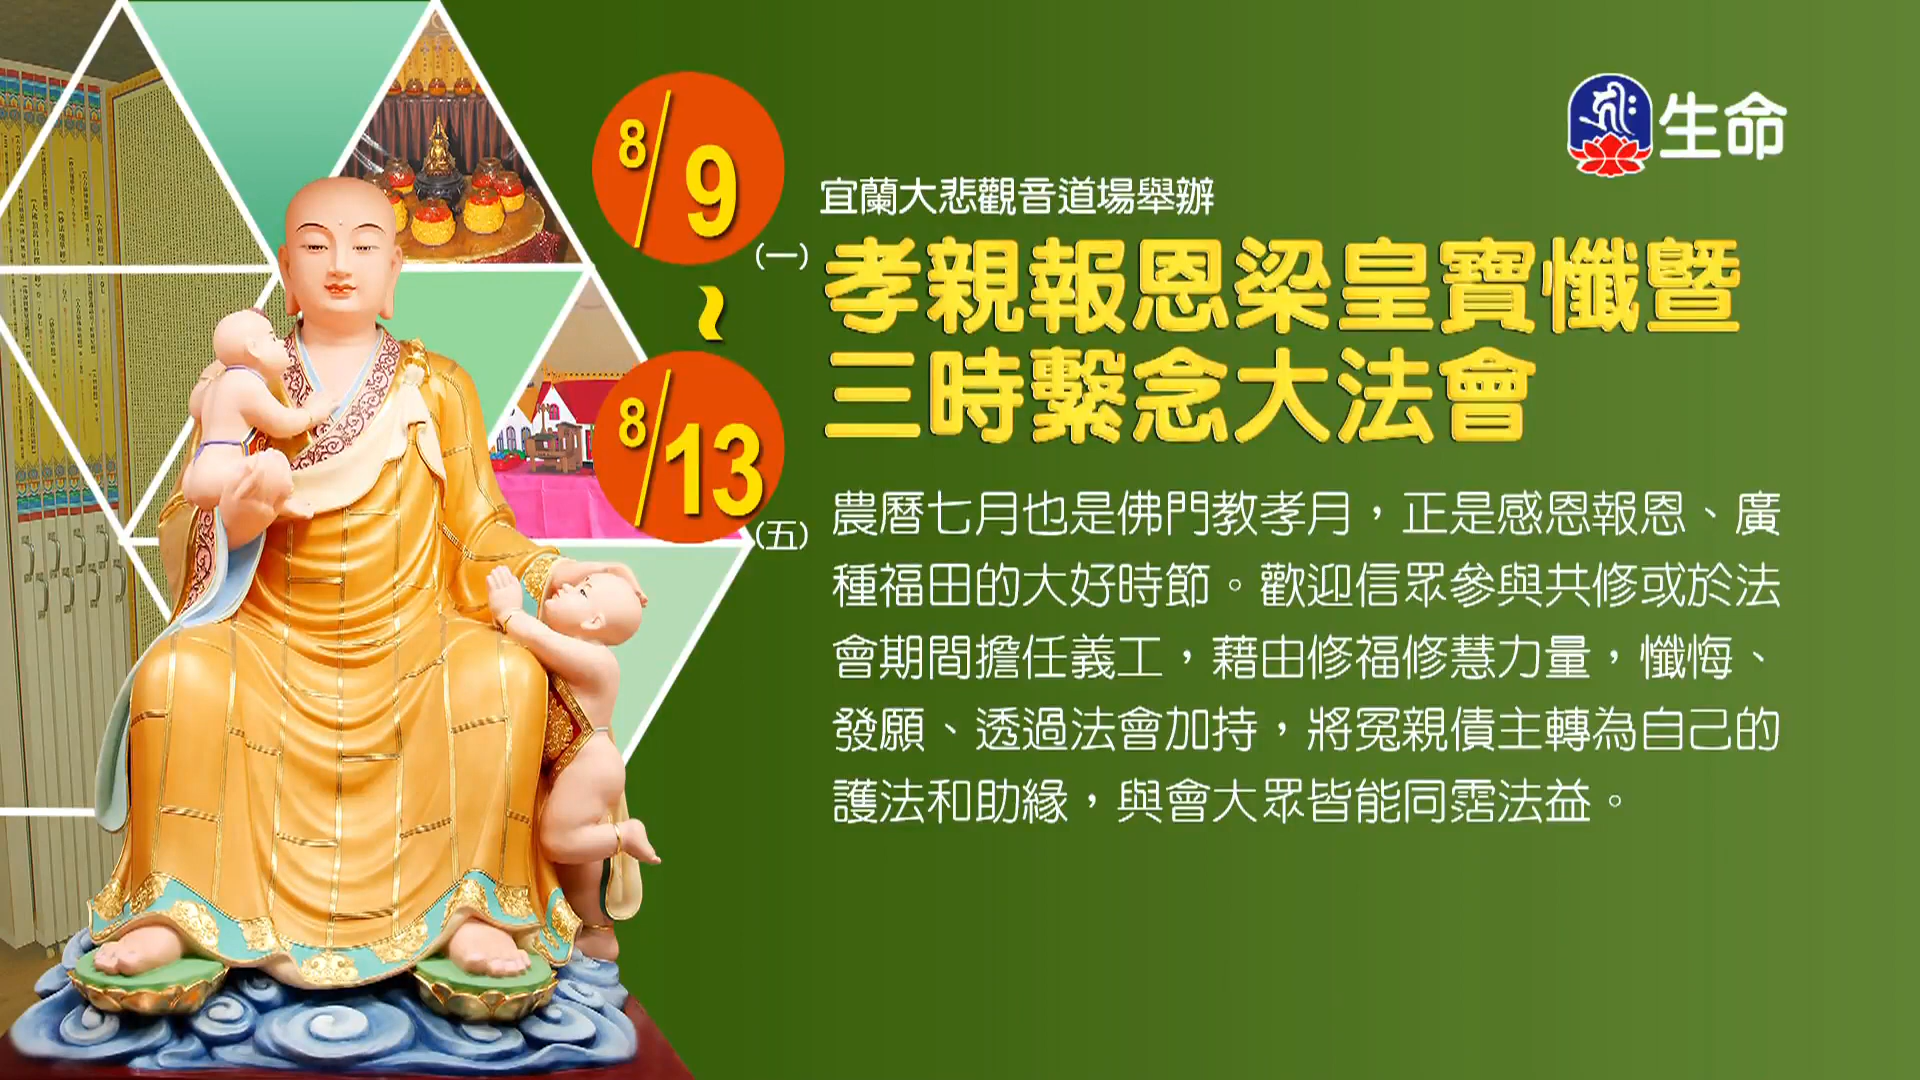 生命
8/9
(一)
~
8/13
(五)
宜蘭大悲觀音道場舉辦
孝親報恩梁皇寶懺暨
三時繫念大法會
農曆七月也是佛門教孝月，正是感恩報恩、廣
種福田的大好時節。歡迎信眾參與共修或於法
會期間擔任義工，藉由修福修慧力量，懺悔、
發願、透過法會加持，將冤親債主轉為自己的
護法和助緣，與會大眾皆能同霑法益。